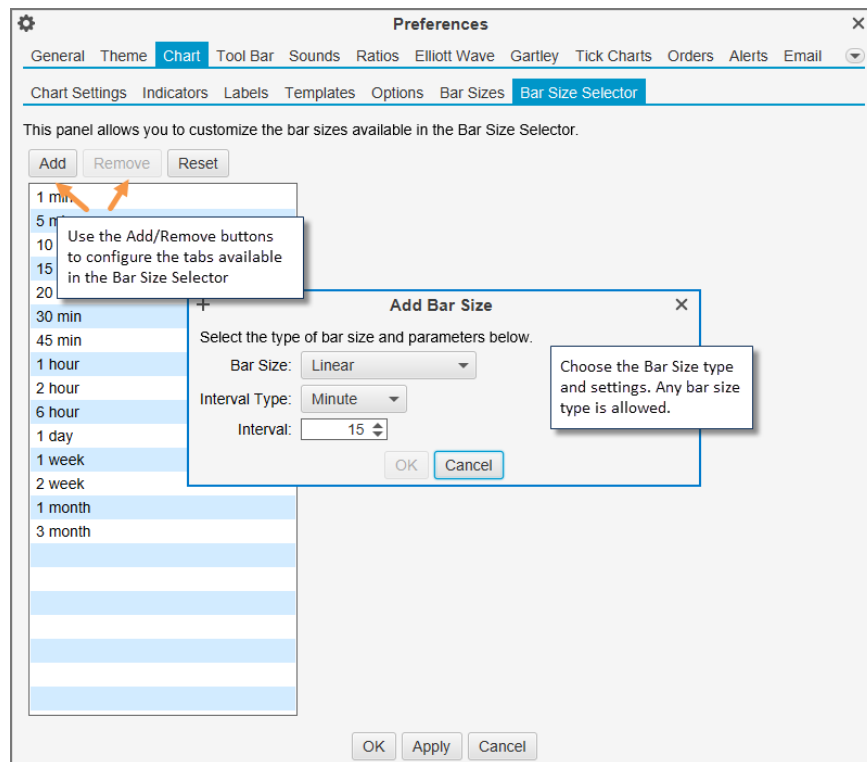 Preferences
General Theme Chart Tool Bar Sounds Ratios Elliott Wave Gartley Tick Charts Orders Alerts Email
Chart Settings Indicators Labels Templates Options Bar Sizes Bar Size Selector
This panel allows you to customize the bar sizes available in the Bar Size Selector.
Add Remove Reset
1 min
5
Use the Add/Remove buttons
to configure the tabs available
in the Bar Size Selector
10
15
20
30 min
45 min
1 hour
2 hour
6 hour
1 day
1 week
2 week
1 month
3 month
Add Bar Size
Select the type of bar size and parameters below.
Bar Size: Linear
Interval Type: Minute
Interval: 15
OK Cancel
Choose the Bar Size type
and settings. Any bar size
type is allowed.
OK Apply Cancel